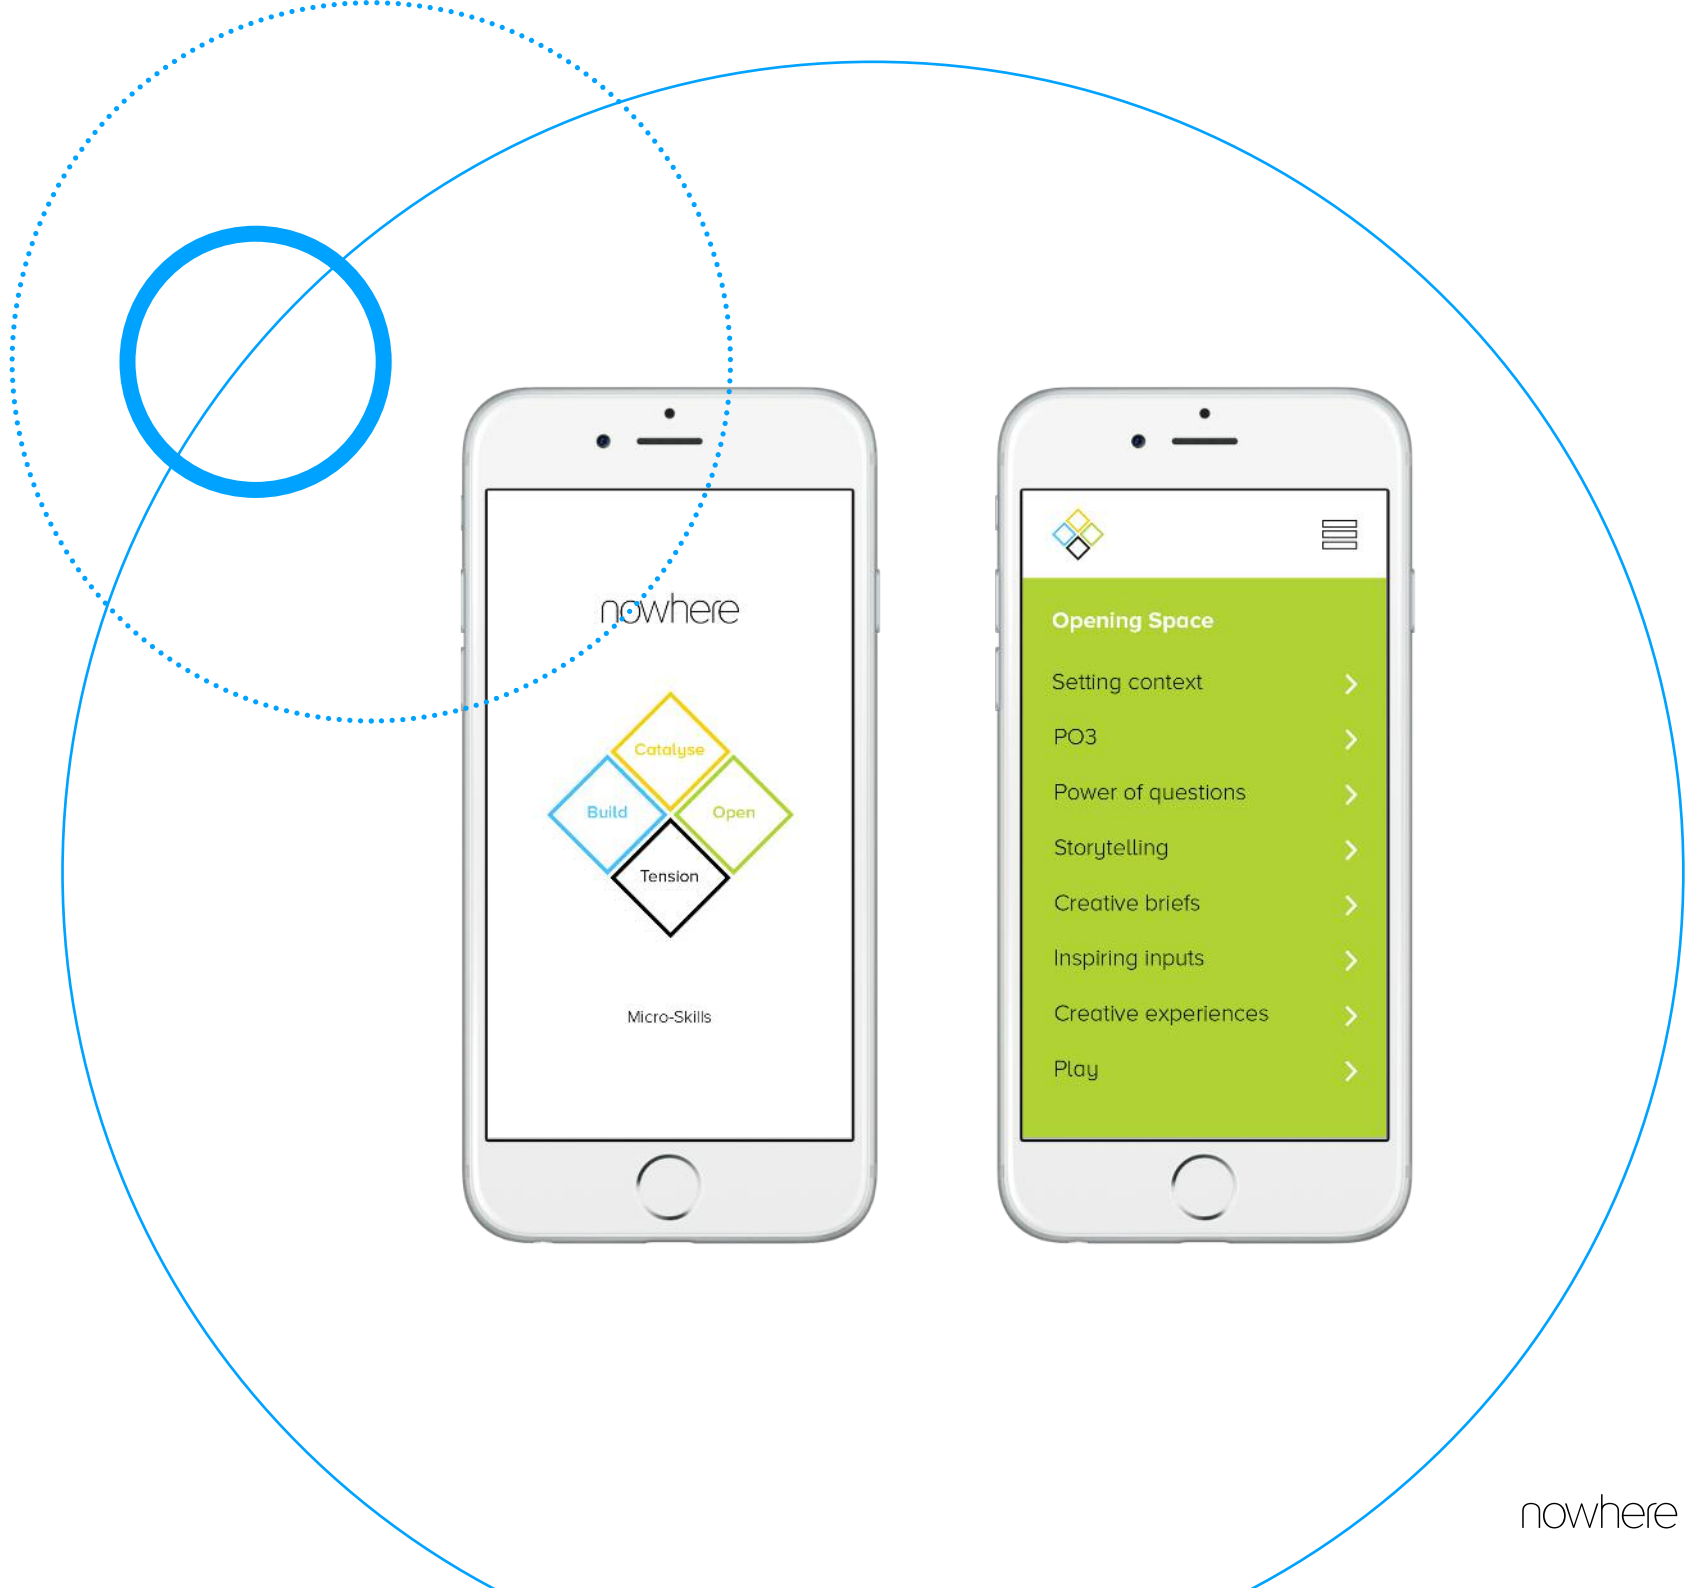 nowhere
Catalyse
Build
Open
Tension
Micro-Skills
Opening Space
Setting context
PO3
Power of questions
Storytelling
Creative briefs
Inspiring inputs
Creative experiences
Play
nowhere